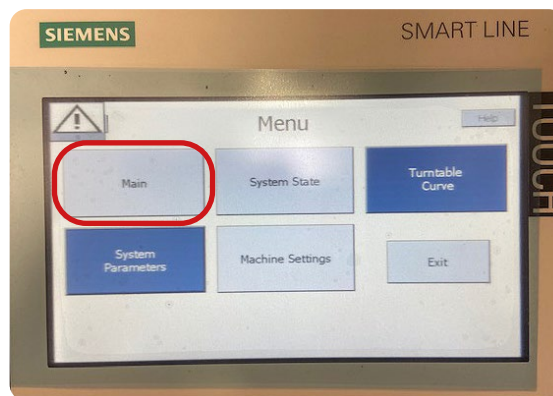 SIEMENS
SMART LINE
TOUCH
Menu
Help
Main
System State
Turntable
Curve
System
Parameters
Machine Settings
Exit